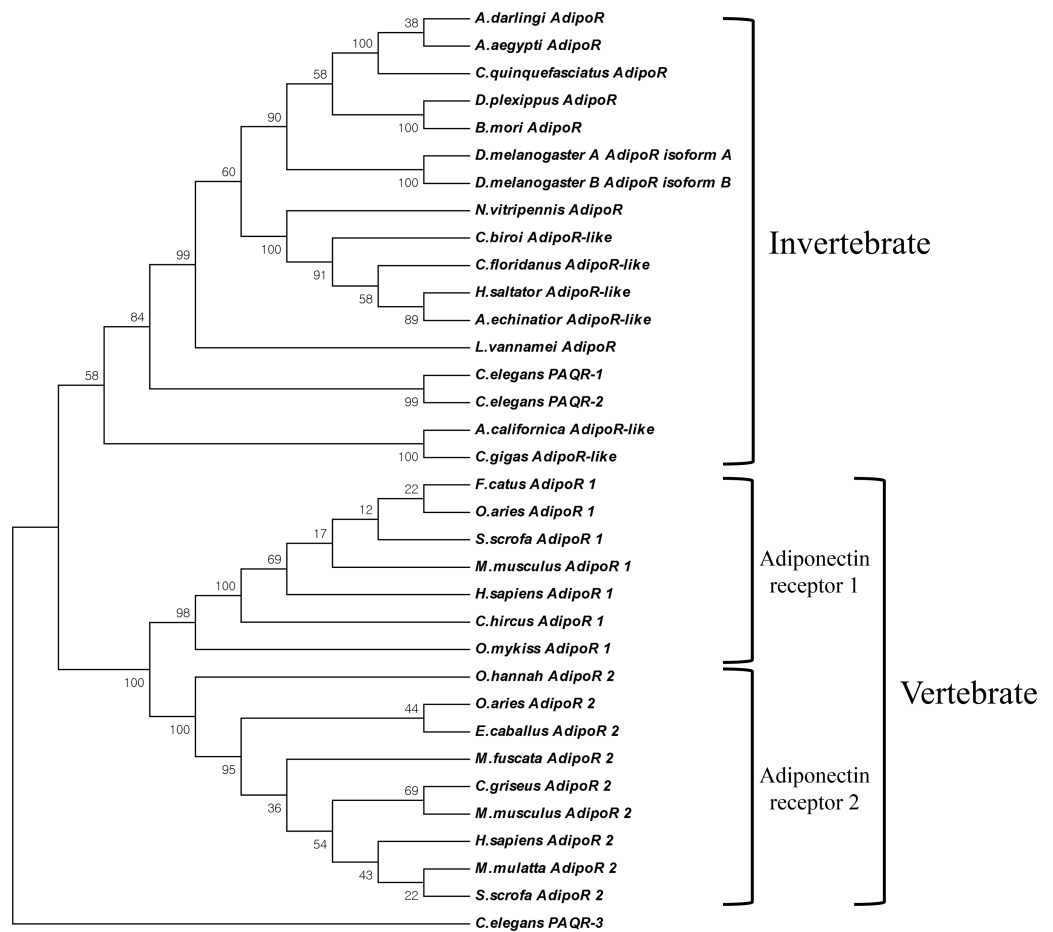 38
A.darlingi AdipoR
A.aegypti AdipoR
100
C.quinquefasciatus AdipoR
58
D.plexippus AdipoR
B.mori AdipoR
100
90
D.melanogaster A AdipoR isoform A
D.melanogaster B AdipoR isoform B
100
60
N.vitripennis AdipoR
100
C.biroi AdipoR-like
91
C.floridanus AdipoR-like
58
H.saltator AdipoR-like
A.echinatior AdipoR-like
89
99
L.vannamei AdipoR
84
C.elegans PAQR-1
C.elegans PAQR-2
99
58
A.californica AdipoR-like
C.gigas AdipoR-like
100
Invertebrate
22
F.catus AdipoR 1
O.aries AdipoR 1
12
S.scrofa AdipoR 1
17
M.musculus AdipoR 1
69
H.sapiens AdipoR 1
100
C.hircus AdipoR 1
98
O.mykiss AdipoR 1
Adiponectin
receptor 1
100
O.hannah AdipoR 2
100
44
O.aries AdipoR 2
E.caballus AdipoR 2
95
M.fuscata AdipoR 2
36
69
C.griseus AdipoR 2
M.musculus AdipoR 2
54
H.sapiens AdipoR 2
43
M.mulatta AdipoR 2
S.scrofa AdipoR 2
22
Adiponectin
receptor 2
Vertebrate
C.elegans PAQR-3